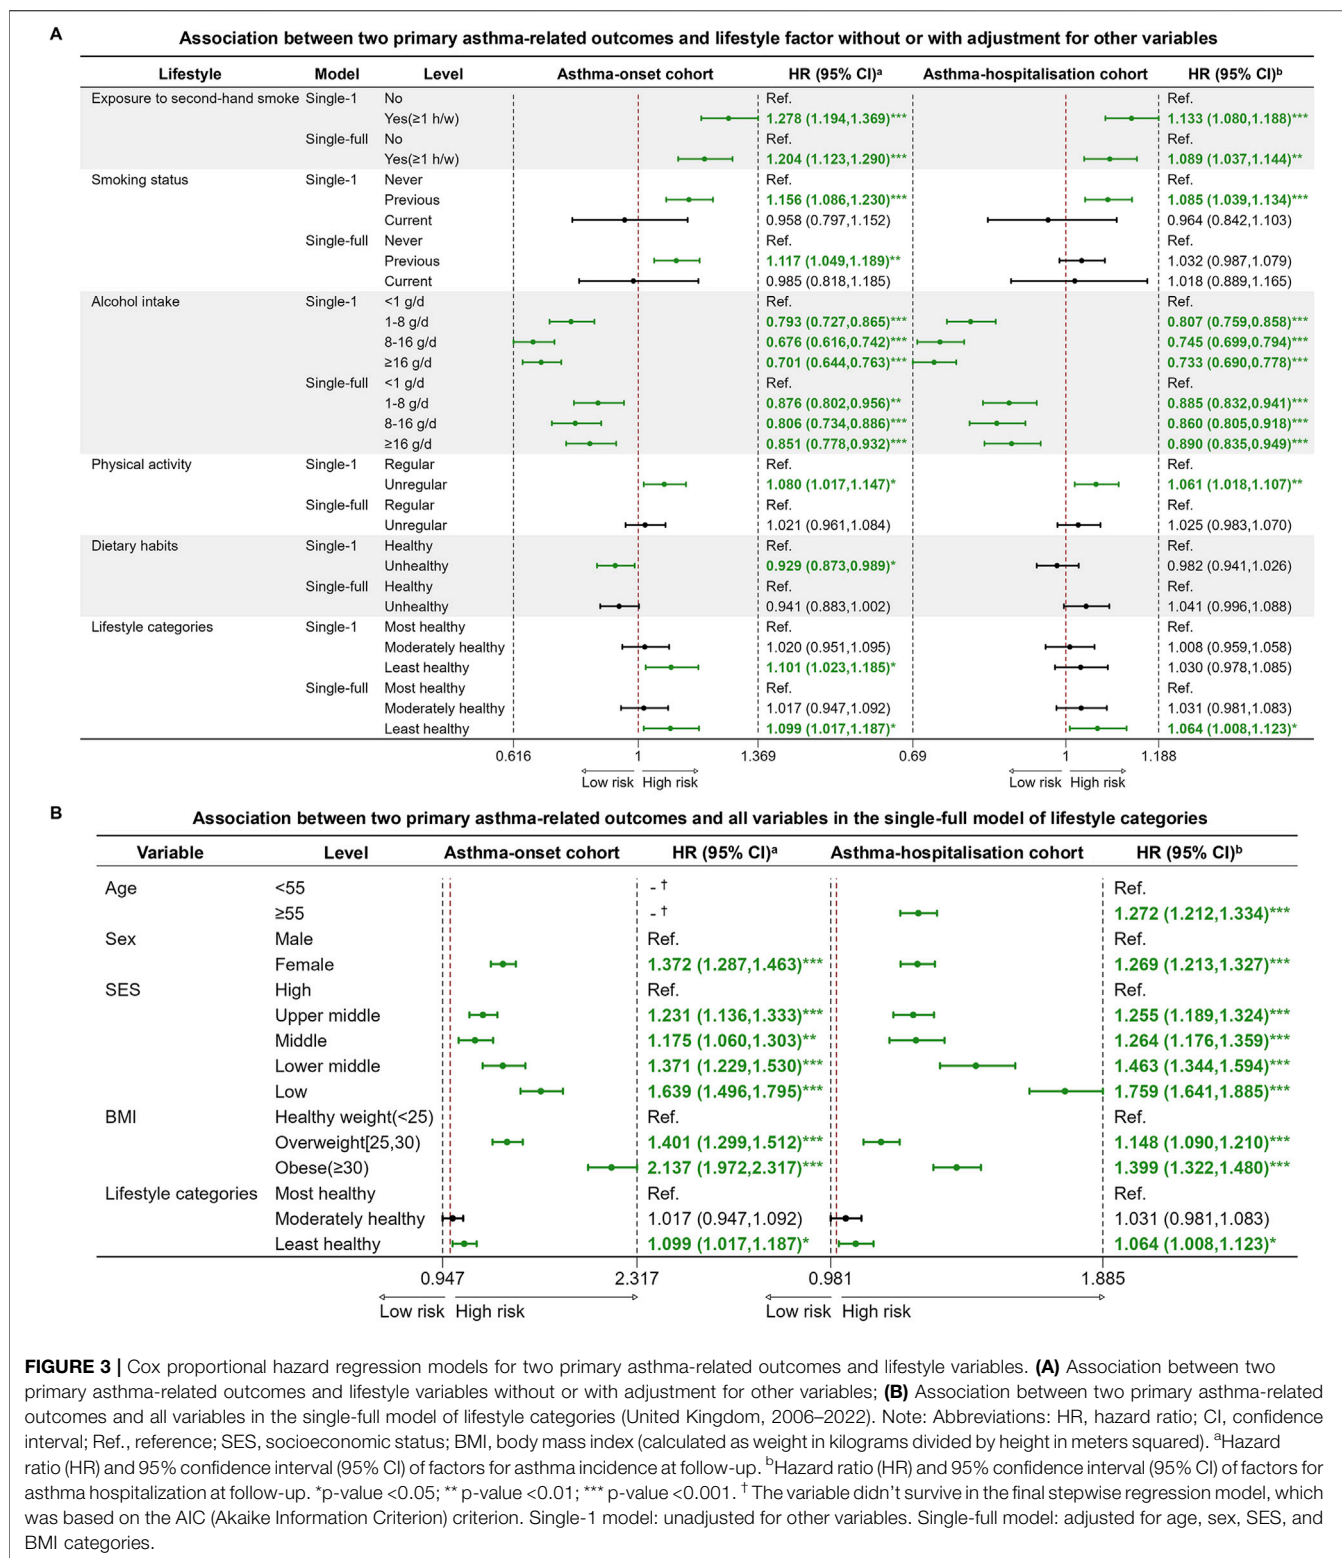 A
Association between two primary asthma-related outcomes and lifestyle factor without or with adjustment for other variables
Lifestyle Model Level Asthma-onset cohort HR (95% CI)ᵃ Asthma-hospitalisation cohort HR (95% CI)ᵇ
Exposure to second-hand smoke Single-1 No Ref. Ref.
Yes(≥1 h/w) 1.278 (1.194,1.369)*** 1.133 (1.080,1.188)***
Single-full No Ref. Ref.
Yes(≥1 h/w) 1.204 (1.123,1.290)*** 1.089 (1.037,1.144)**
Smoking status Single-1 Never Ref. Ref.
Previous 1.156 (1.086,1.230)*** 1.085 (1.039,1.134)***
Current 0.958 (0.797,1.152) 0.964 (0.842,1.103)
Single-full Never Ref. Ref.
Previous 1.117 (1.049,1.189)** 1.032 (0.987,1.079)
Current 0.985 (0.818,1.185) 1.018 (0.889,1.165)
Alcohol intake Single-1 <1 g/d Ref. Ref.
1-8 g/d 0.793 (0.727,0.865)*** 0.807 (0.759,0.858)***
8-16 g/d 0.676 (0.616,0.742)*** 0.745 (0.699,0.794)***
≥16 g/d 0.701 (0.644,0.763)*** 0.733 (0.690,0.778)***
Single-full <1 g/d Ref. Ref.
1-8 g/d 0.876 (0.802,0.956)** 0.885 (0.832,0.941)***
8-16 g/d 0.806 (0.734,0.886)*** 0.860 (0.805,0.918)***
≥16 g/d 0.851 (0.778,0.932)*** 0.890 (0.835,0.949)***
Physical activity Single-1 Regular Ref. Ref.
Unregular 1.080 (1.017,1.147)* 1.061 (1.018,1.107)**
Single-full Regular Ref. Ref.
Unregular 1.021 (0.961,1.084) 1.025 (0.983,1.070)
Dietary habits Single-1 Healthy Ref. Ref.
Unhealthy 0.929 (0.873,0.989)* 0.982 (0.941,1.026)
Single-full Healthy Ref. Ref.
Unhealthy 0.941 (0.883,1.002) 1.041 (0.996,1.088)
Lifestyle categories Single-1 Most healthy Ref. Ref.
Moderately healthy 1.020 (0.951,1.095) 1.008 (0.959,1.058)
Least healthy 1.101 (1.023,1.185)* 1.030 (0.978,1.085)
Single-full Most healthy Ref. Ref.
Moderately healthy 1.017 (0.947,1.092) 1.031 (0.981,1.083)
Least healthy 1.099 (1.017,1.187)* 1.064 (1.008,1.123)*
0.616 1 1.369 0.69 1 1.188
Low risk High risk Low risk High risk
B
Association between two primary asthma-related outcomes and all variables in the single-full model of lifestyle categories
Variable Level Asthma-onset cohort HR (95% CI)ᵃ Asthma-hospitalisation cohort HR (95% CI)ᵇ
Age <55 - † Ref.
≥55 - † 1.272 (1.212,1.334)***
Sex Male Ref. Ref.
Female 1.372 (1.287,1.463)*** 1.269 (1.213,1.327)***
SES High Ref. Ref.
Upper middle 1.231 (1.136,1.333)*** 1.255 (1.189,1.324)***
Middle 1.175 (1.060,1.303)** 1.264 (1.176,1.359)***
Lower middle 1.371 (1.229,1.530)*** 1.463 (1.344,1.594)***
Low 1.639 (1.496,1.795)*** 1.759 (1.641,1.885)***
BMI Healthy weight(<25) Ref. Ref.
Overweight[25,30) 1.401 (1.299,1.512)*** 1.148 (1.090,1.210)***
Obese(≥30) 2.137 (1.972,2.317)*** 1.399 (1.322,1.480)***
Lifestyle categories Most healthy Ref. Ref.
Moderately healthy 1.017 (0.947,1.092) 1.031 (0.981,1.083)
Least healthy 1.099 (1.017,1.187)* 1.064 (1.008,1.123)*
0.947 2.317 0.981 1.885
Low risk High risk Low risk High risk
FIGURE 3 | Cox proportional hazard regression models for two primary asthma-related outcomes and lifestyle variables. (A) Association between two
primary asthma-related outcomes and lifestyle variables without or with adjustment for other variables; (B) Association between two primary asthma-related
outcomes and all variables in the single-full model of lifestyle categories (United Kingdom, 2006–2022). Note: Abbreviations: HR, hazard ratio; CI, confidence
interval; Ref., reference; SES, socioeconomic status; BMI, body mass index (calculated as weight in kilograms divided by height in meters squared). ᵃHazard
ratio (HR) and 95% confidence interval (95% CI) of factors for asthma incidence at follow-up. ᵇHazard ratio (HR) and 95% confidence interval (95% CI) of factors for
asthma hospitalization at follow-up. *p-value <0.05; ** p-value <0.01; *** p-value <0.001. † The variable didn't survive in the final stepwise regression model, which
was based on the AIC (Akaike Information Criterion) criterion. Single-1 model: unadjusted for other variables. Single-full model: adjusted for age, sex, SES, and
BMI categories.